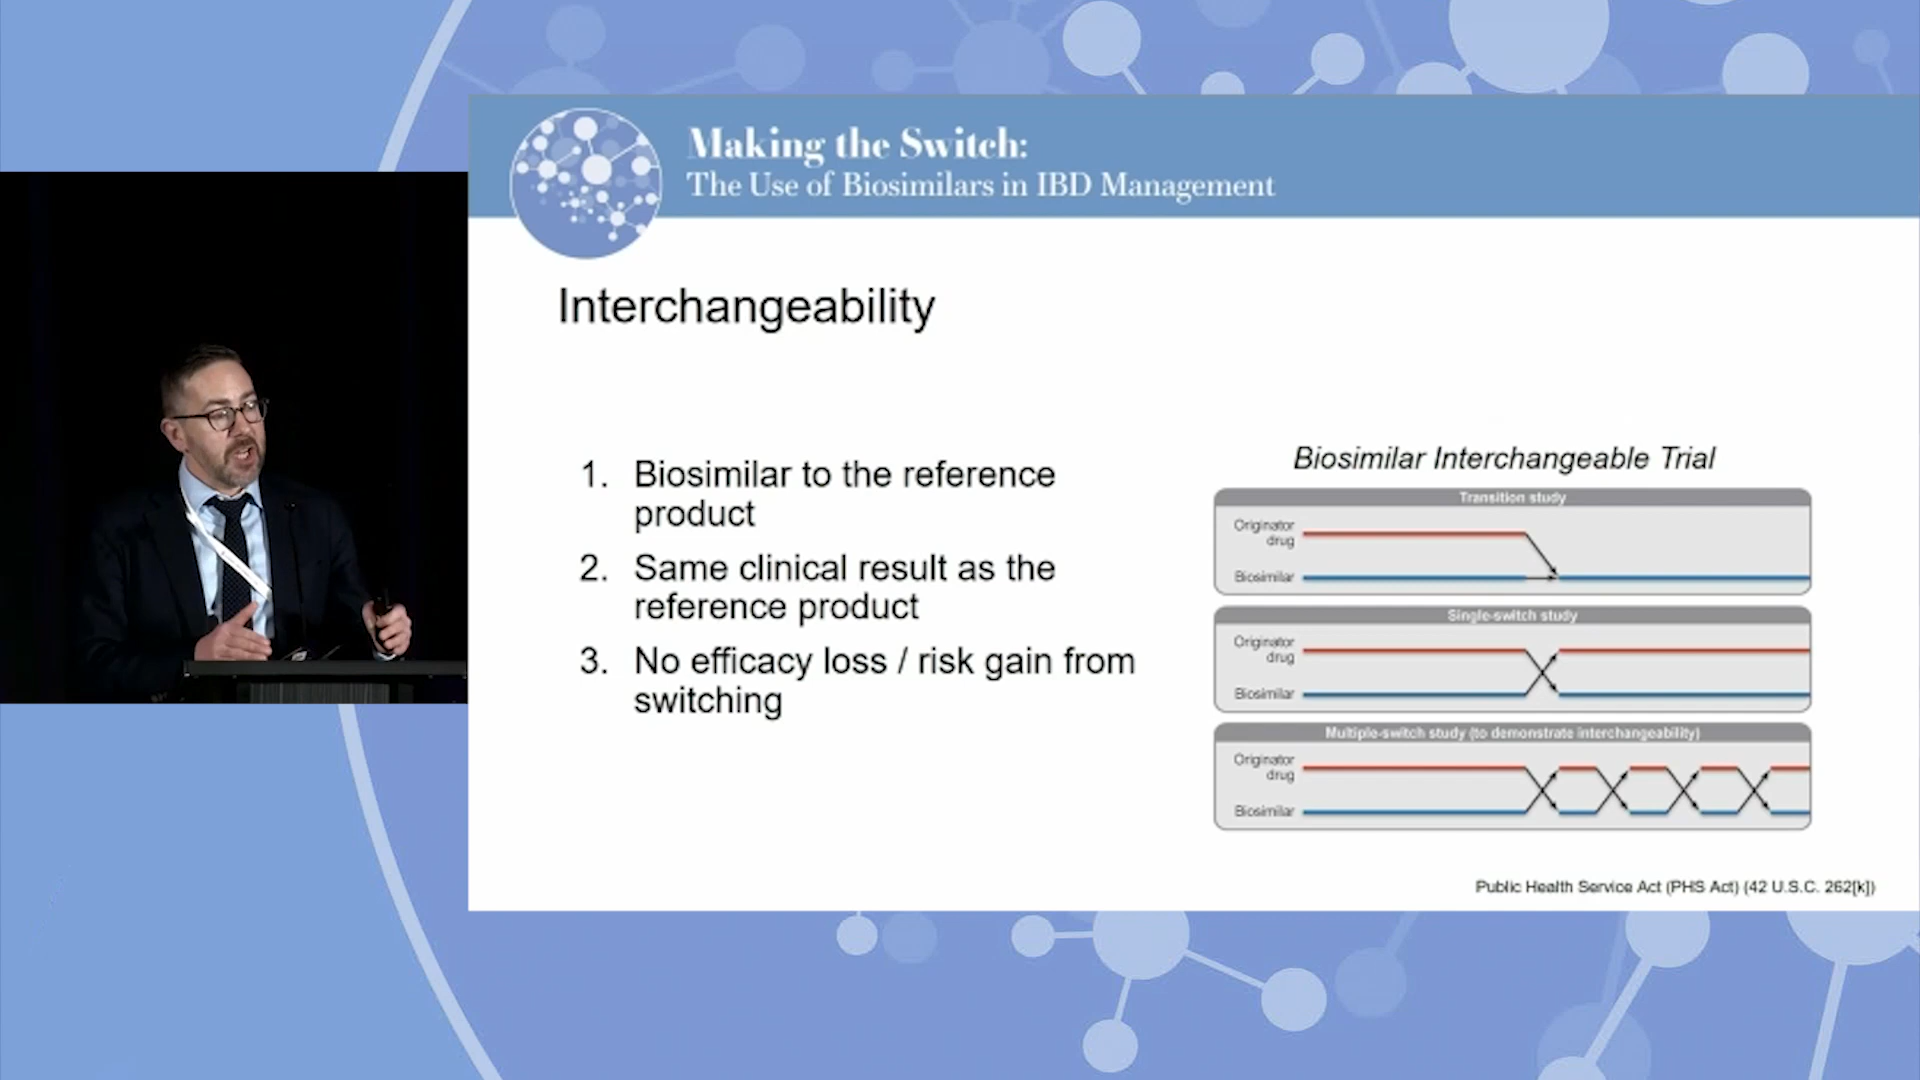 Making the Switch:
The Use of Biosimilars in IBD Management
Interchangeability
1. Biosimilar to the reference
product
2. Same clinical result as the
reference product
3. No efficacy loss / risk gain from
switching
Biosimilar Interchangeable Trial
Transition study
Originator
drug
Biosimilar
Single-switch study
Originator
drug
Biosimilar
Multiple-switch study (to demonstrate interchangeability)
Originator
drug
Biosimilar
Public Health Service Act (PHS Act) (42 U.S.C. 262[k])